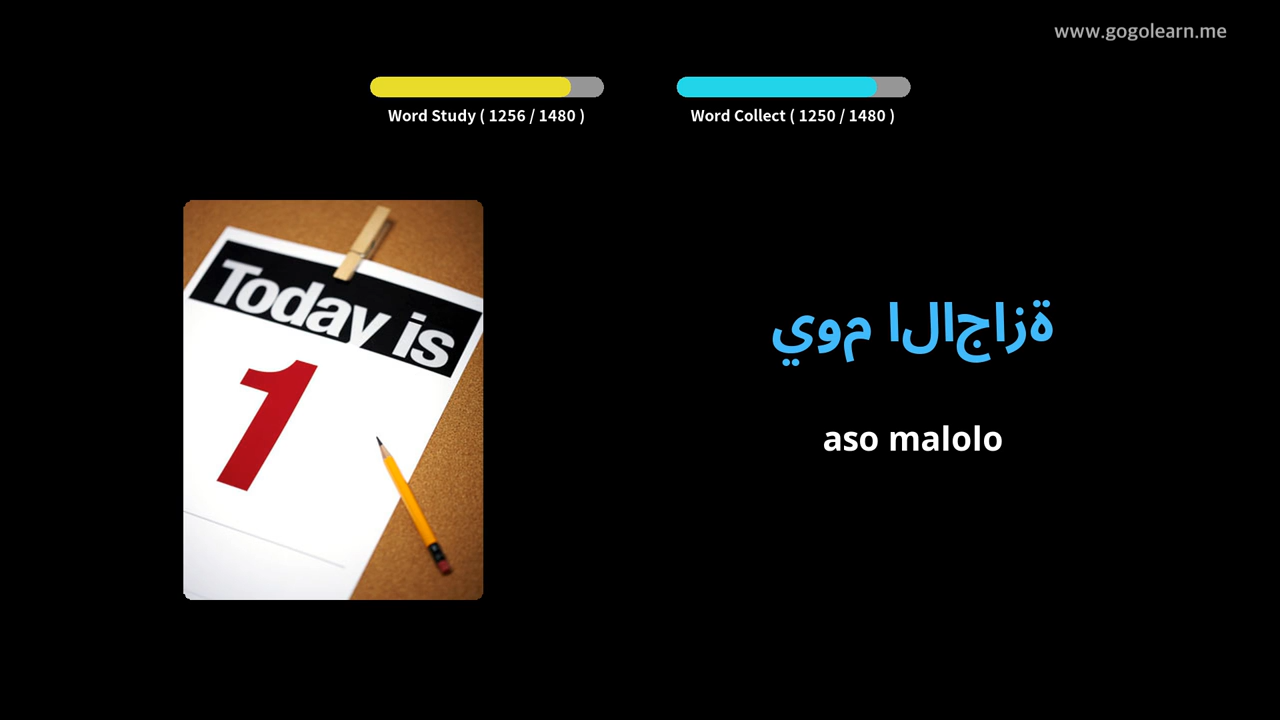 www.gogolearn.me
Word Study ( 1256 / 1480 )
Word Collect ( 1250 / 1480 )
Today is
1
يوم الاجازة
aso malolo